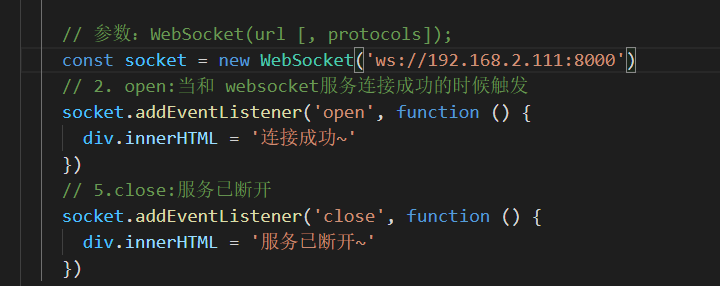 // 参数：WebSocket(url [, protocols]);
const socket = new WebSocket('ws://192.168.2.111:8000')
// 2. open:当和 websocket服务连接成功的时候触发
socket.addEventListener('open', function () {
  div.innerHTML = '连接成功~'
})
// 5.close:服务已断开
socket.addEventListener('close', function () {
  div.innerHTML = '服务已断开~'
})